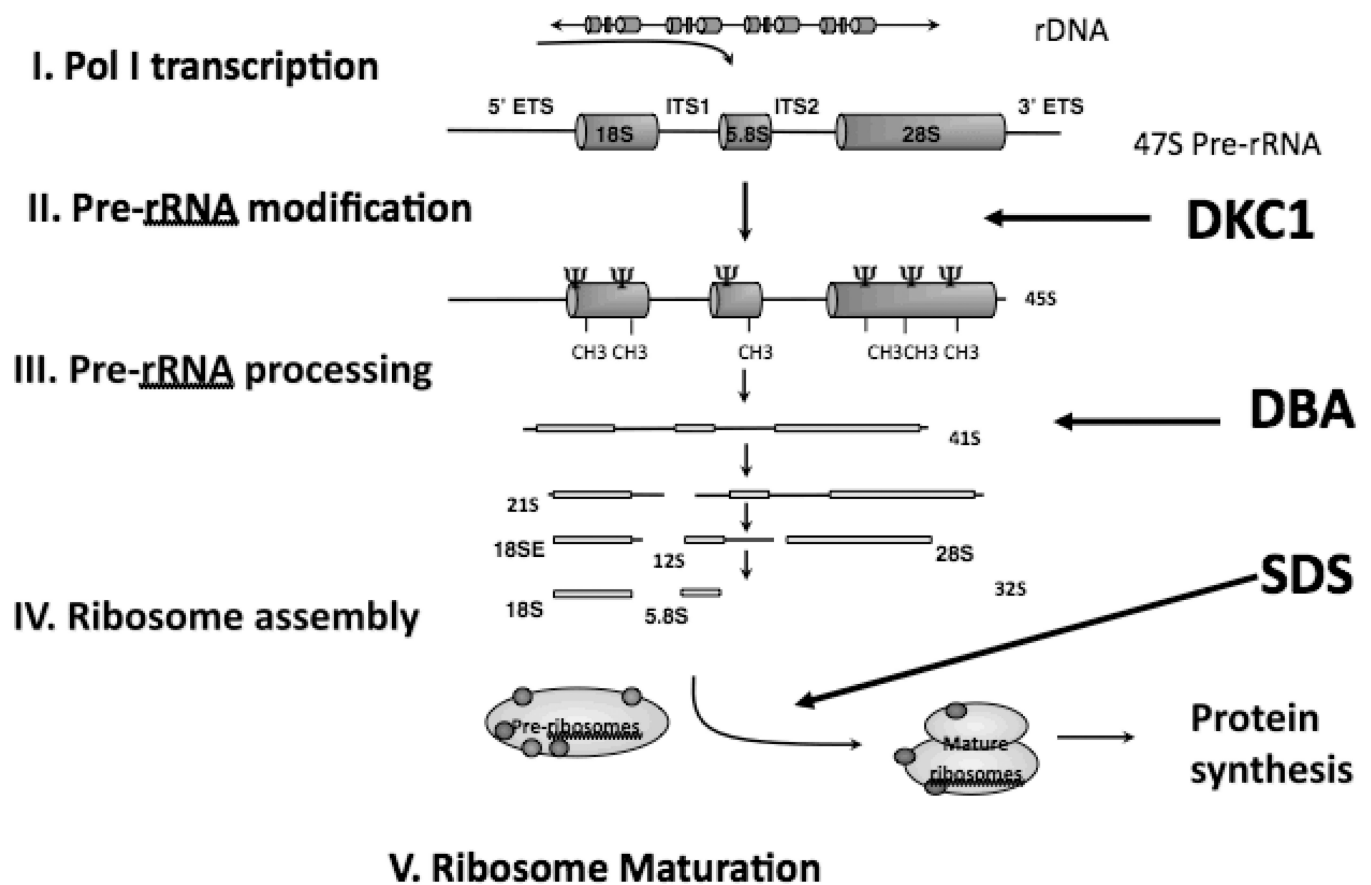 rDNA
I. Pol I transcription
5' ETS ITS1 ITS2 3' ETS
18S 5.8S 28S
47S Pre-rRNA
II. Pre-rRNA modification
DKC1
Ψ Ψ Ψ Ψ Ψ Ψ
45S
CH3 CH3 CH3 CH3 CH3 CH3
III. Pre-rRNA processing
DBA
41S
21S
18SE 12S 28S
SDS
32S
18S 5.8S
IV. Ribosome assembly
Pre-ribosomes
Mature
ribosomes
Protein
synthesis
V. Ribosome Maturation